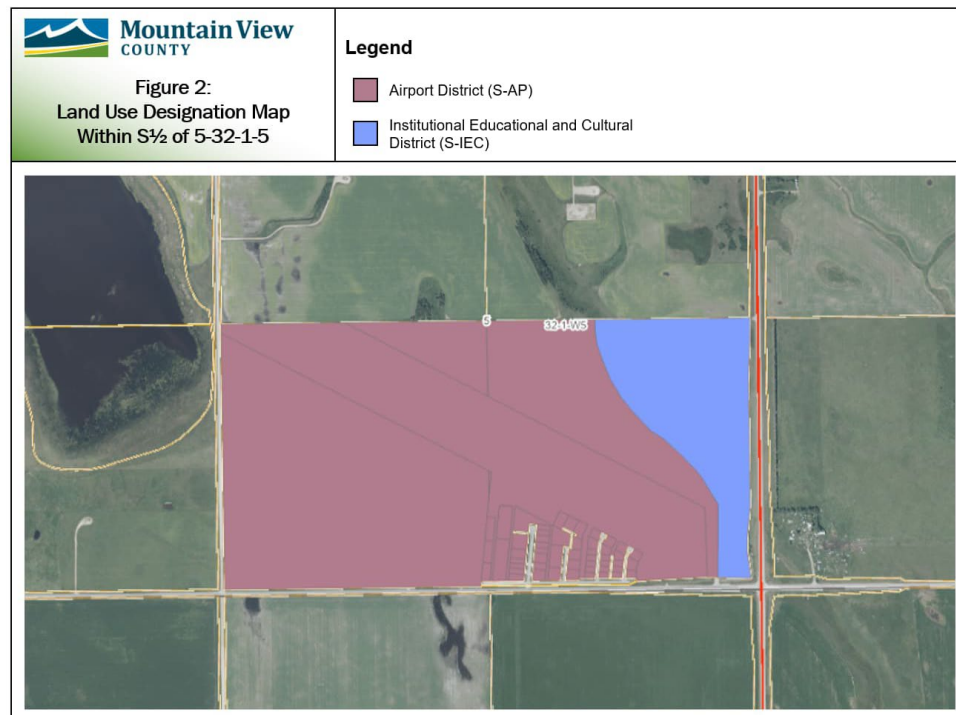 Mountain View
COUNTY
Figure 2:
Land Use Designation Map
Within S½ of 5-32-1-5
Legend
Airport District (S-AP)
Institutional Educational and Cultural
District (S-IEC)
5
32-1-W5